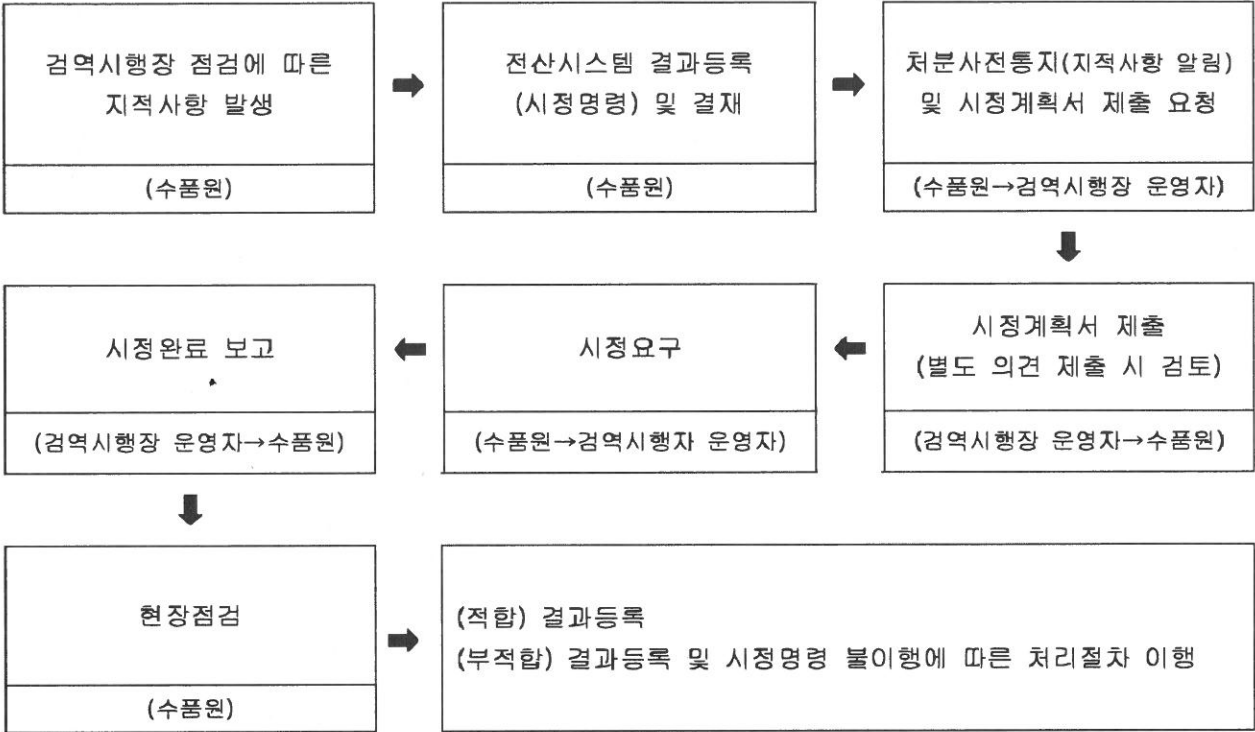 검역시행장 점검에 따른
지적사항 발생
(수품원)
전산시스템 결과등록
(시정명령) 및 결재
(수품원)
처분사전통지(지적사항 알림)
및 시정계획서 제출 요청
(수품원→검역시행장 운영자)
시정계획서 제출
(별도 의견 제출 시 검토)
(검역시행장 운영자→수품원)
시정요구
(수품원→검역시행자 운영자)
시정완료 보고
(검역시행장 운영자→수품원)
현장점검
(수품원)
(적합) 결과등록
(부적합) 결과등록 및 시정명령 불이행에 따른 처리절차 이행